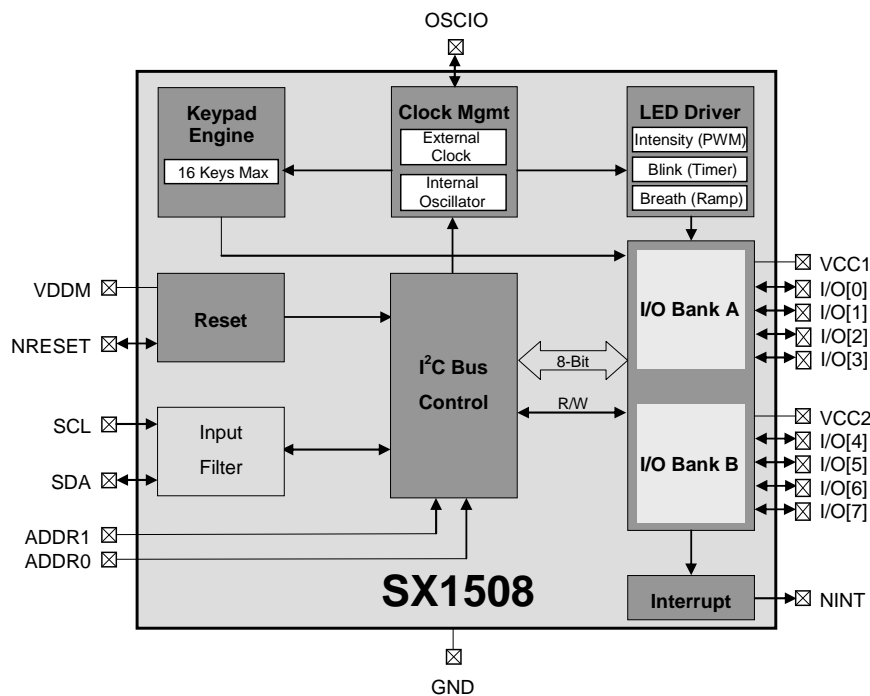 OSCIO
Keypad
Engine
16 Keys Max
Clock Mgmt
External
Clock
Internal
Oscillator
LED Driver
Intensity (PWM)
Blink (Timer)
Breath (Ramp)
VDDM
NRESET
Reset
SCL
SDA
Input
Filter
ADDR1
ADDR0
I²C Bus
Control
8-Bit
R/W
I/O Bank A
I/O Bank B
VCC1
I/O[0]
I/O[1]
I/O[2]
I/O[3]
VCC2
I/O[4]
I/O[5]
I/O[6]
I/O[7]
SX1508
Interrupt
NINT
GND